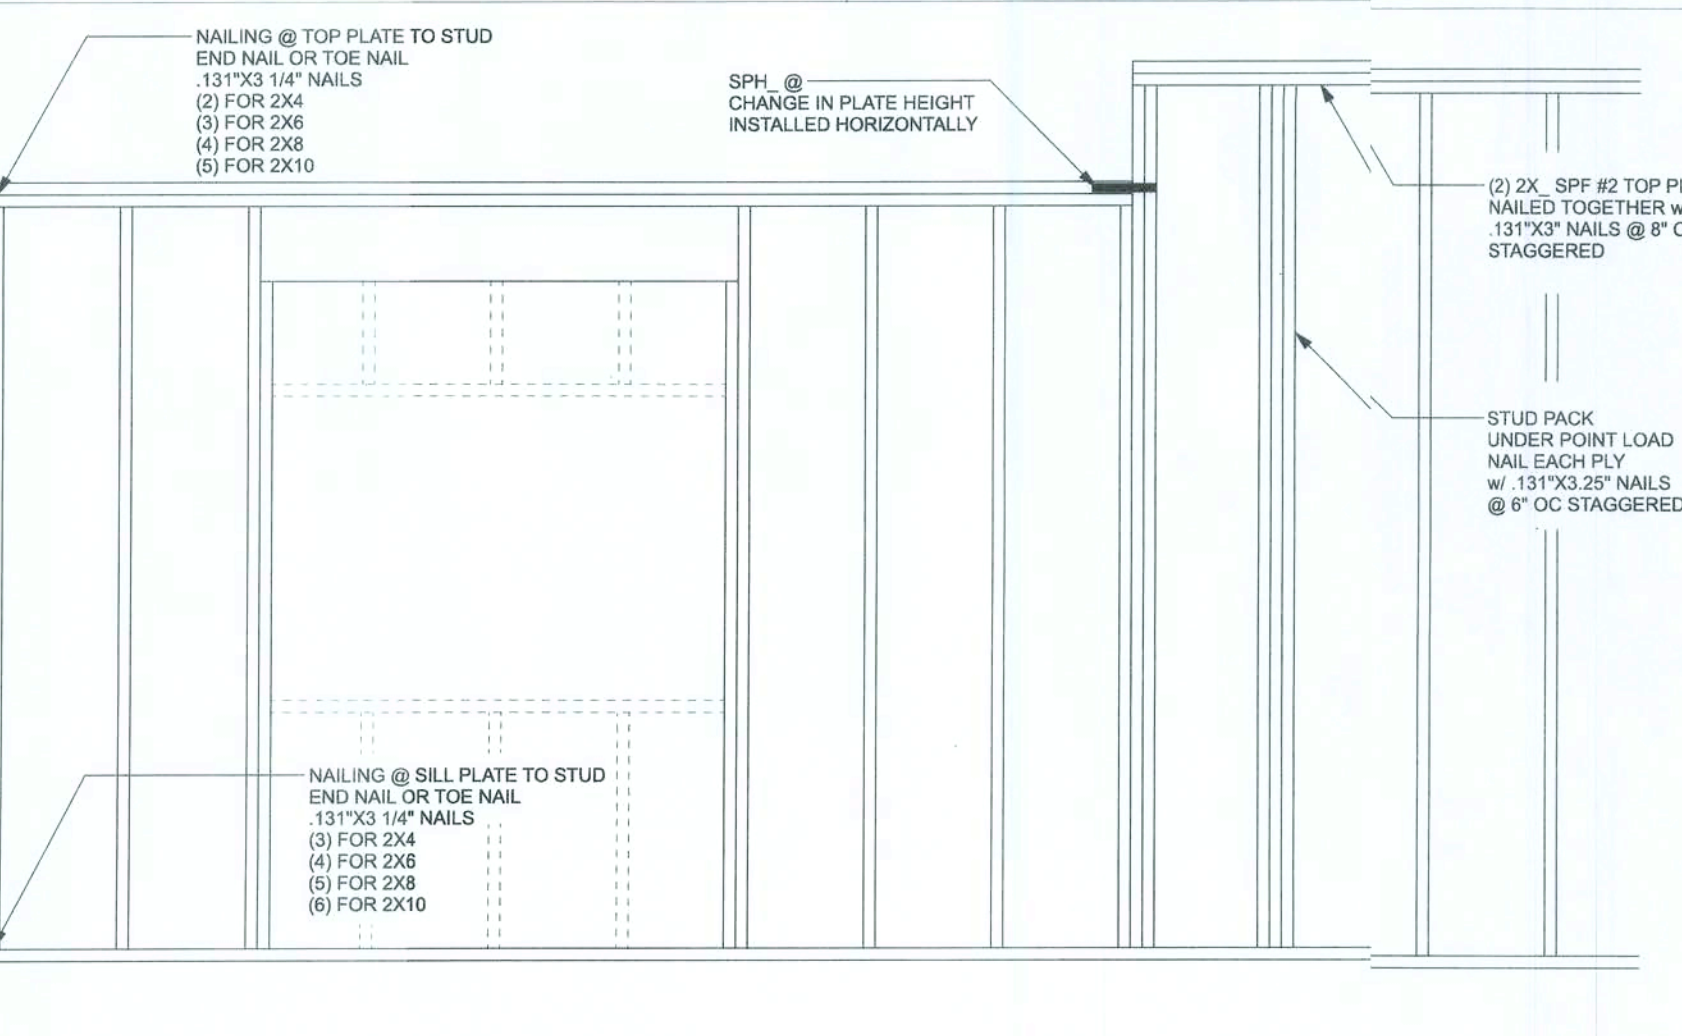 NAILING @ TOP PLATE TO STUD
END NAIL OR TOE NAIL
.131"X3 1/4" NAILS
(2) FOR 2X4
(3) FOR 2X6
(4) FOR 2X8
(5) FOR 2X10
SPH_ @
CHANGE IN PLATE HEIGHT
INSTALLED HORIZONTALLY
(2) 2X_ SPF #2 TOP
NAILED TOGETHER
.131"X3" NAILS @ 8"
STAGGERED
STUD PACK
UNDER POINT LOAD
NAIL EACH PLY
w/ .131"X3.25" NAILS
@ 6" OC STAGGERED
NAILING @ SILL PLATE TO STUD
END NAIL OR TOE NAIL
.131"X3 1/4" NAILS
(3) FOR 2X4
(4) FOR 2X6
(5) FOR 2X8
(6) FOR 2X10